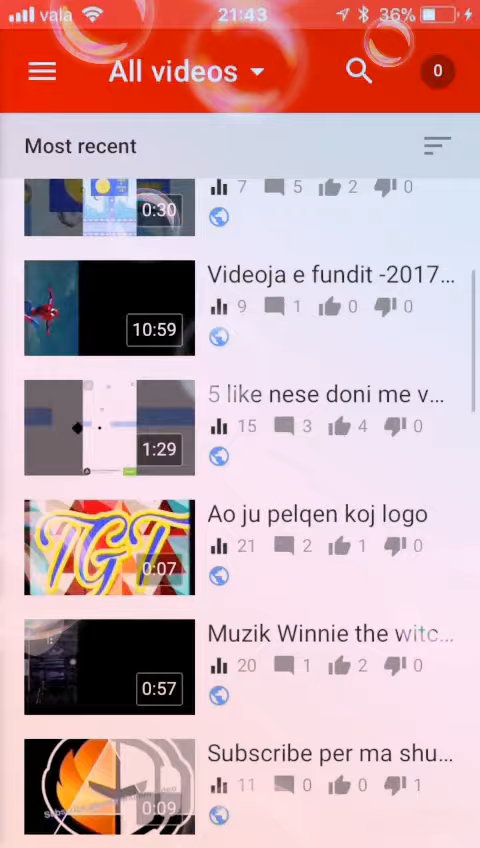 vala 21:43 36%
All videos 0
Most recent
7 5 2 0
0:30
Videoja e fundit -2017...
9 1 0 0
10:59
5 like nese doni me v...
15 3 4 0
1:29
Ao ju pelqen koj logo
21 2 1 0
TGT
0:07
Muzik Winnie the witc...
20 1 2 0
0:57
Subscribe per ma shu...
11 0 0 1
0:09